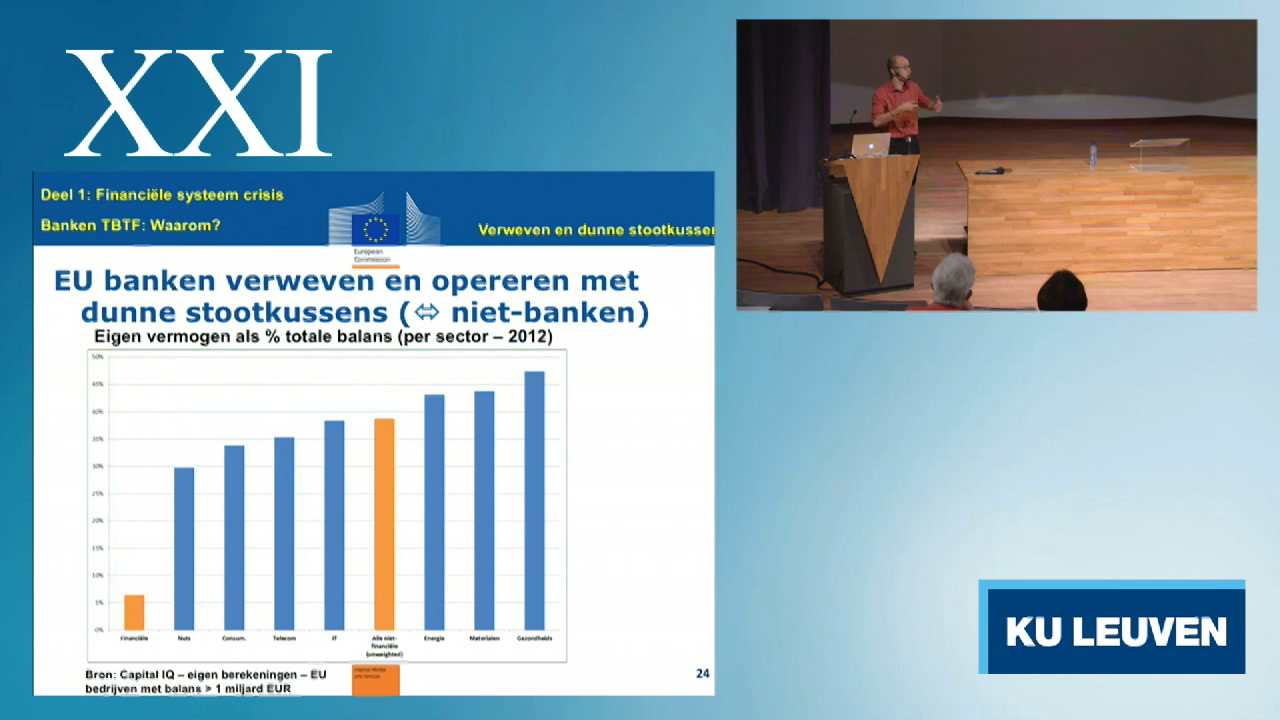 XXI
Deel 1: Financiële systeem crisis
Banken TBTF: Waarom?
Verweven en dunne stootkussen
European
Commission
EU banken verweven en opereren met
dunne stootkussens (⇔ niet-banken)
Eigen vermogen als % totale balans (per sector – 2012)
50%
45%
40%
35%
30%
25%
20%
15%
10%
5%
0%
Financiële Nuts Consum. Telecom IT Alle niet-financiële (unweighted) Energie Materialen Gezondheids
Bron: Capital IQ – eigen berekeningen – EU
bedrijven met balans > 1 miljard EUR
24
KU LEUVEN